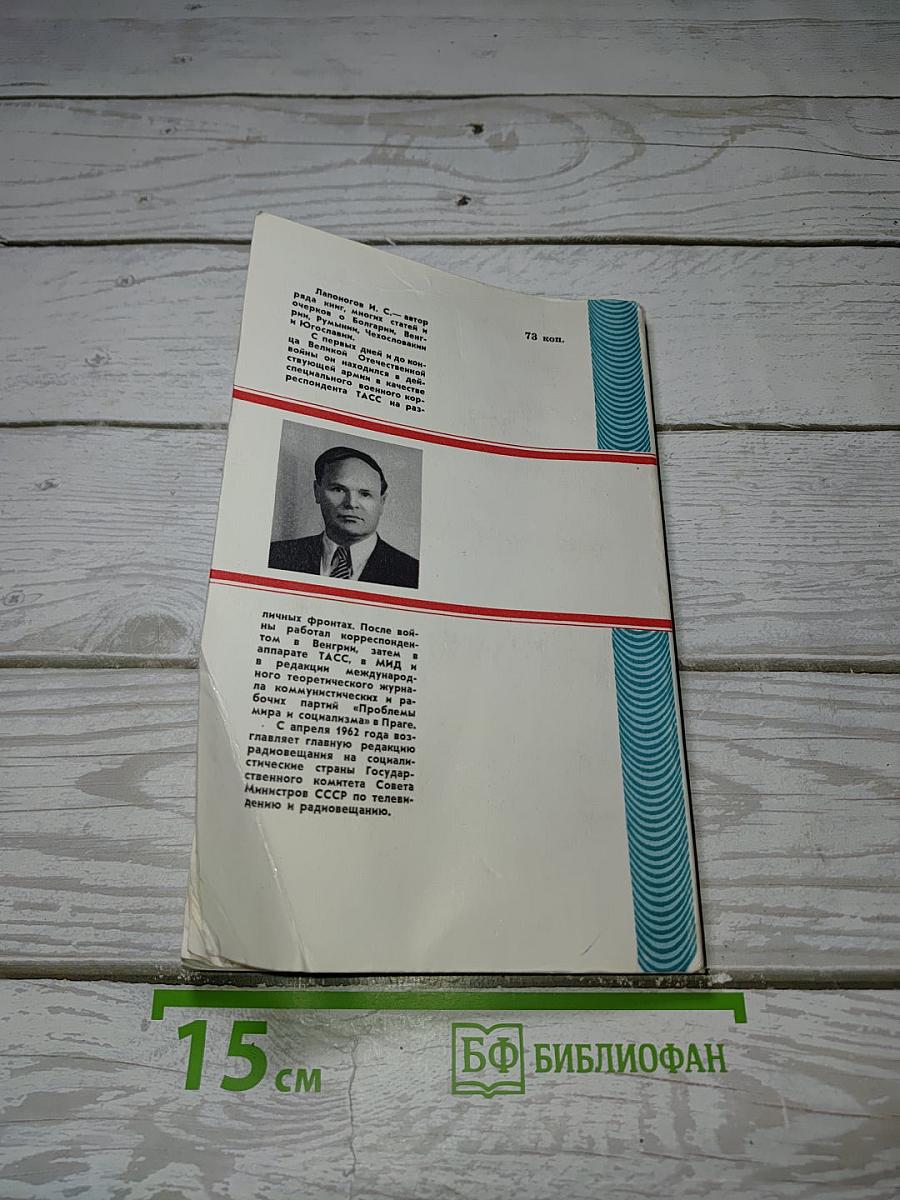 Лапоногов И. С.— автор
ряда книг, многих статей и
очерков о Болгарии, Венг-
рии, Румынии, Чехословакии
и Югославии.
С первых дней и до кон-
ца Великой Отечественной
войны он находился в дей-
ствующей армии в качестве
специального военного кор-
респондента ТАСС на раз-
73 коп.
личных фронтах. После вой-
ны работал корреспонден-
том в Венгрии, затем в
аппарате ТАСС, в МИД и
в редакции международ-
ного теоретического журна-
ла коммунистических и ра-
бочих партий «Проблемы
мира и социализма» в Праге.
С апреля 1962 года воз-
главляет главную редакцию
радиовещания на социали-
стические страны Государ-
ственного комитета Совета
Министров СССР по телеви-
дению и радиовещанию.
15 см
БФ БИБЛИОФАН